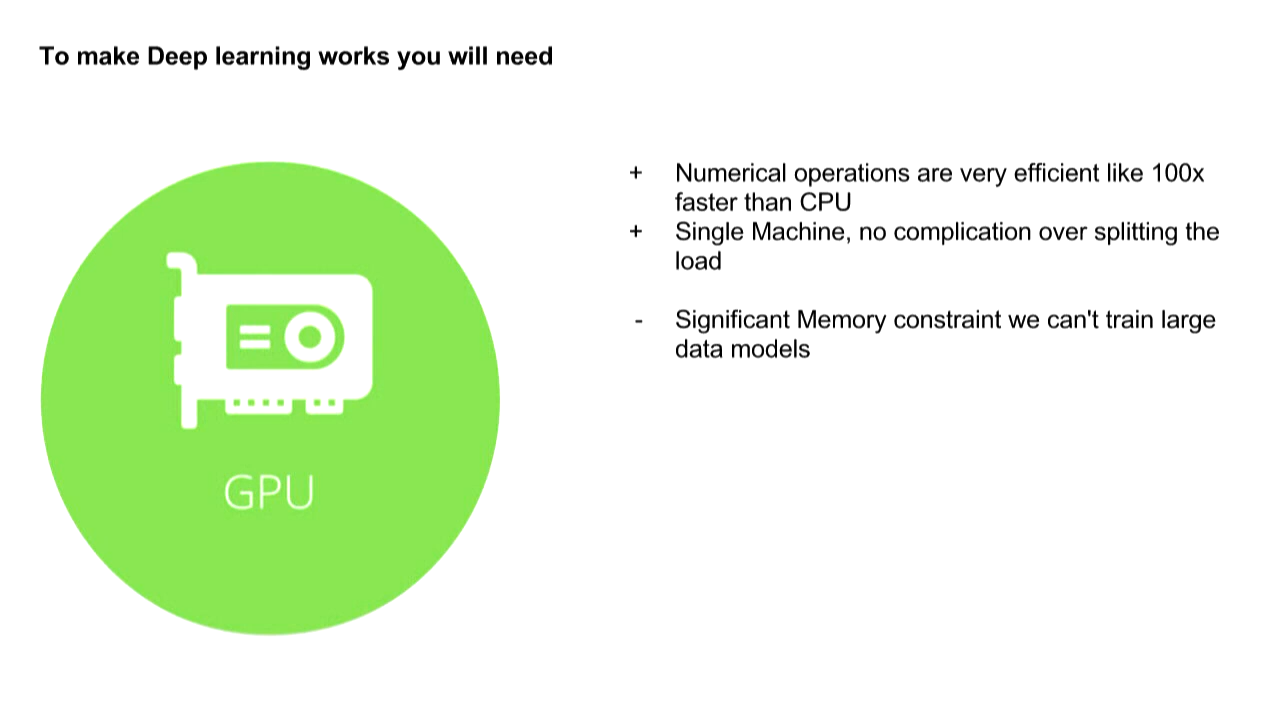 To make Deep learning works you will need
GPU
+ Numerical operations are very efficient like 100x
faster than CPU
+ Single Machine, no complication over splitting the
load
- Significant Memory constraint we can't train large
data models